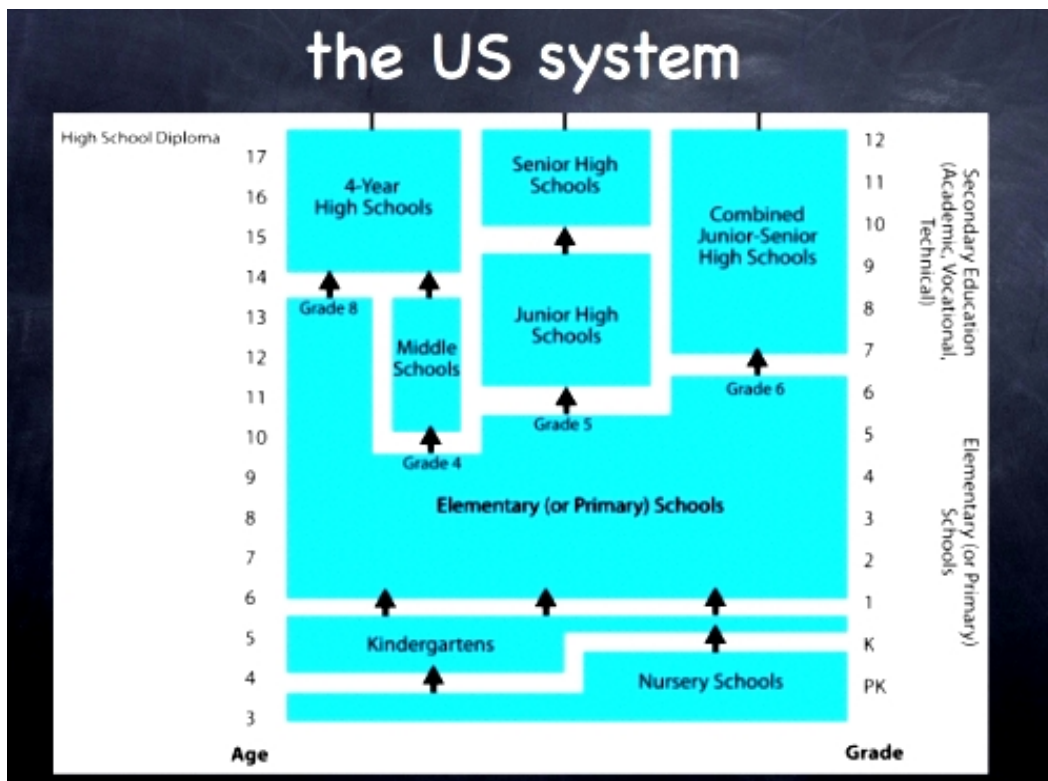 the US system
High School Diploma
17
16
15
14
13
12
11
10
9
8
7
6
5
4
3
Age
4-Year
High Schools
Senior High
Schools
Combined
Junior-Senior
High Schools
Grade 8
Middle
Schools
Junior High
Schools
Grade 6
Grade 5
Grade 4
Elementary (or Primary) Schools
Kindergartens
Nursery Schools
12
11
10
9
8
7
6
5
4
3
2
1
K
PK
Grade
Secondary Education
(Academic, Vocational,
Technical)
Elementary (or Primary)
Schools